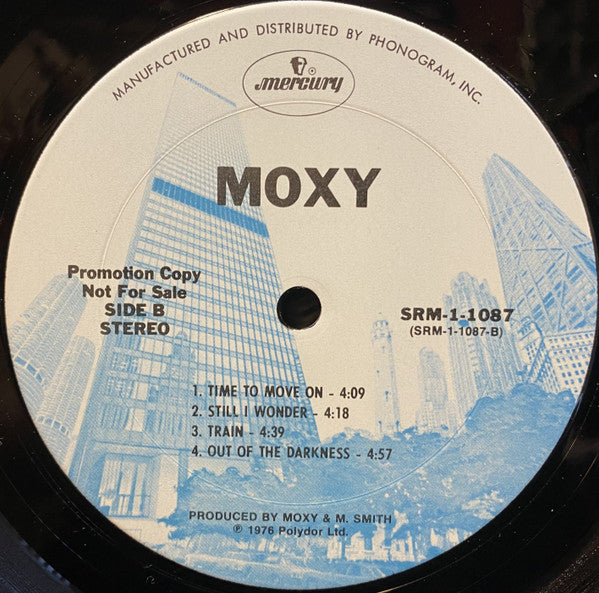 MANUFACTURED AND DISTRIBUTED BY PHONOGRAM, INC.
mercury
MOXY
Promotion Copy
Not For Sale
SIDE B
STEREO
SRM-1-1087
(SRM-1-1087-B)
1. TIME TO MOVE ON - 4:09
2. STILL I WONDER - 4:18
3. TRAIN - 4:39
4. OUT OF THE DARKNESS - 4:57
PRODUCED BY MOXY & M. SMITH
℗ 1976 Polydor Ltd.